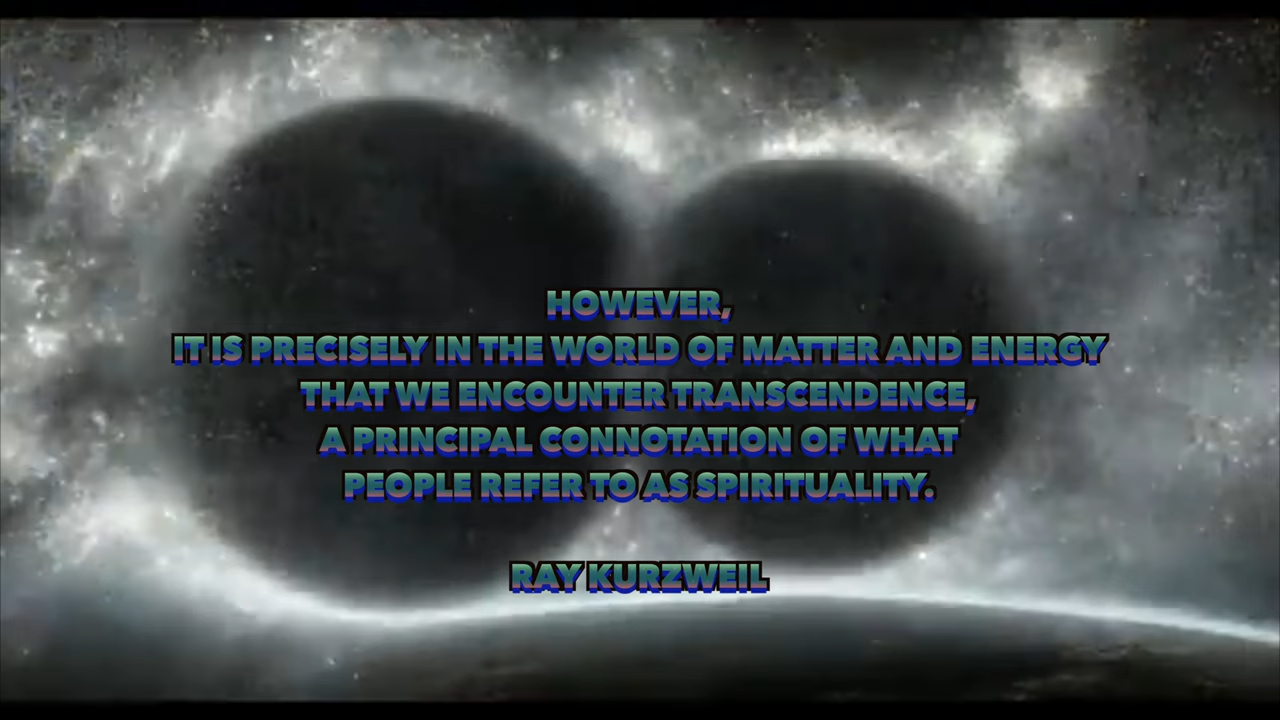 HOWEVER,
IT IS PRECISELY IN THE WORLD OF MATTER AND ENERGY
THAT WE ENCOUNTER TRANSCENDENCE,
A PRINCIPAL CONNOTATION OF WHAT
PEOPLE REFER TO AS SPIRITUALITY.
RAY KURZWEIL